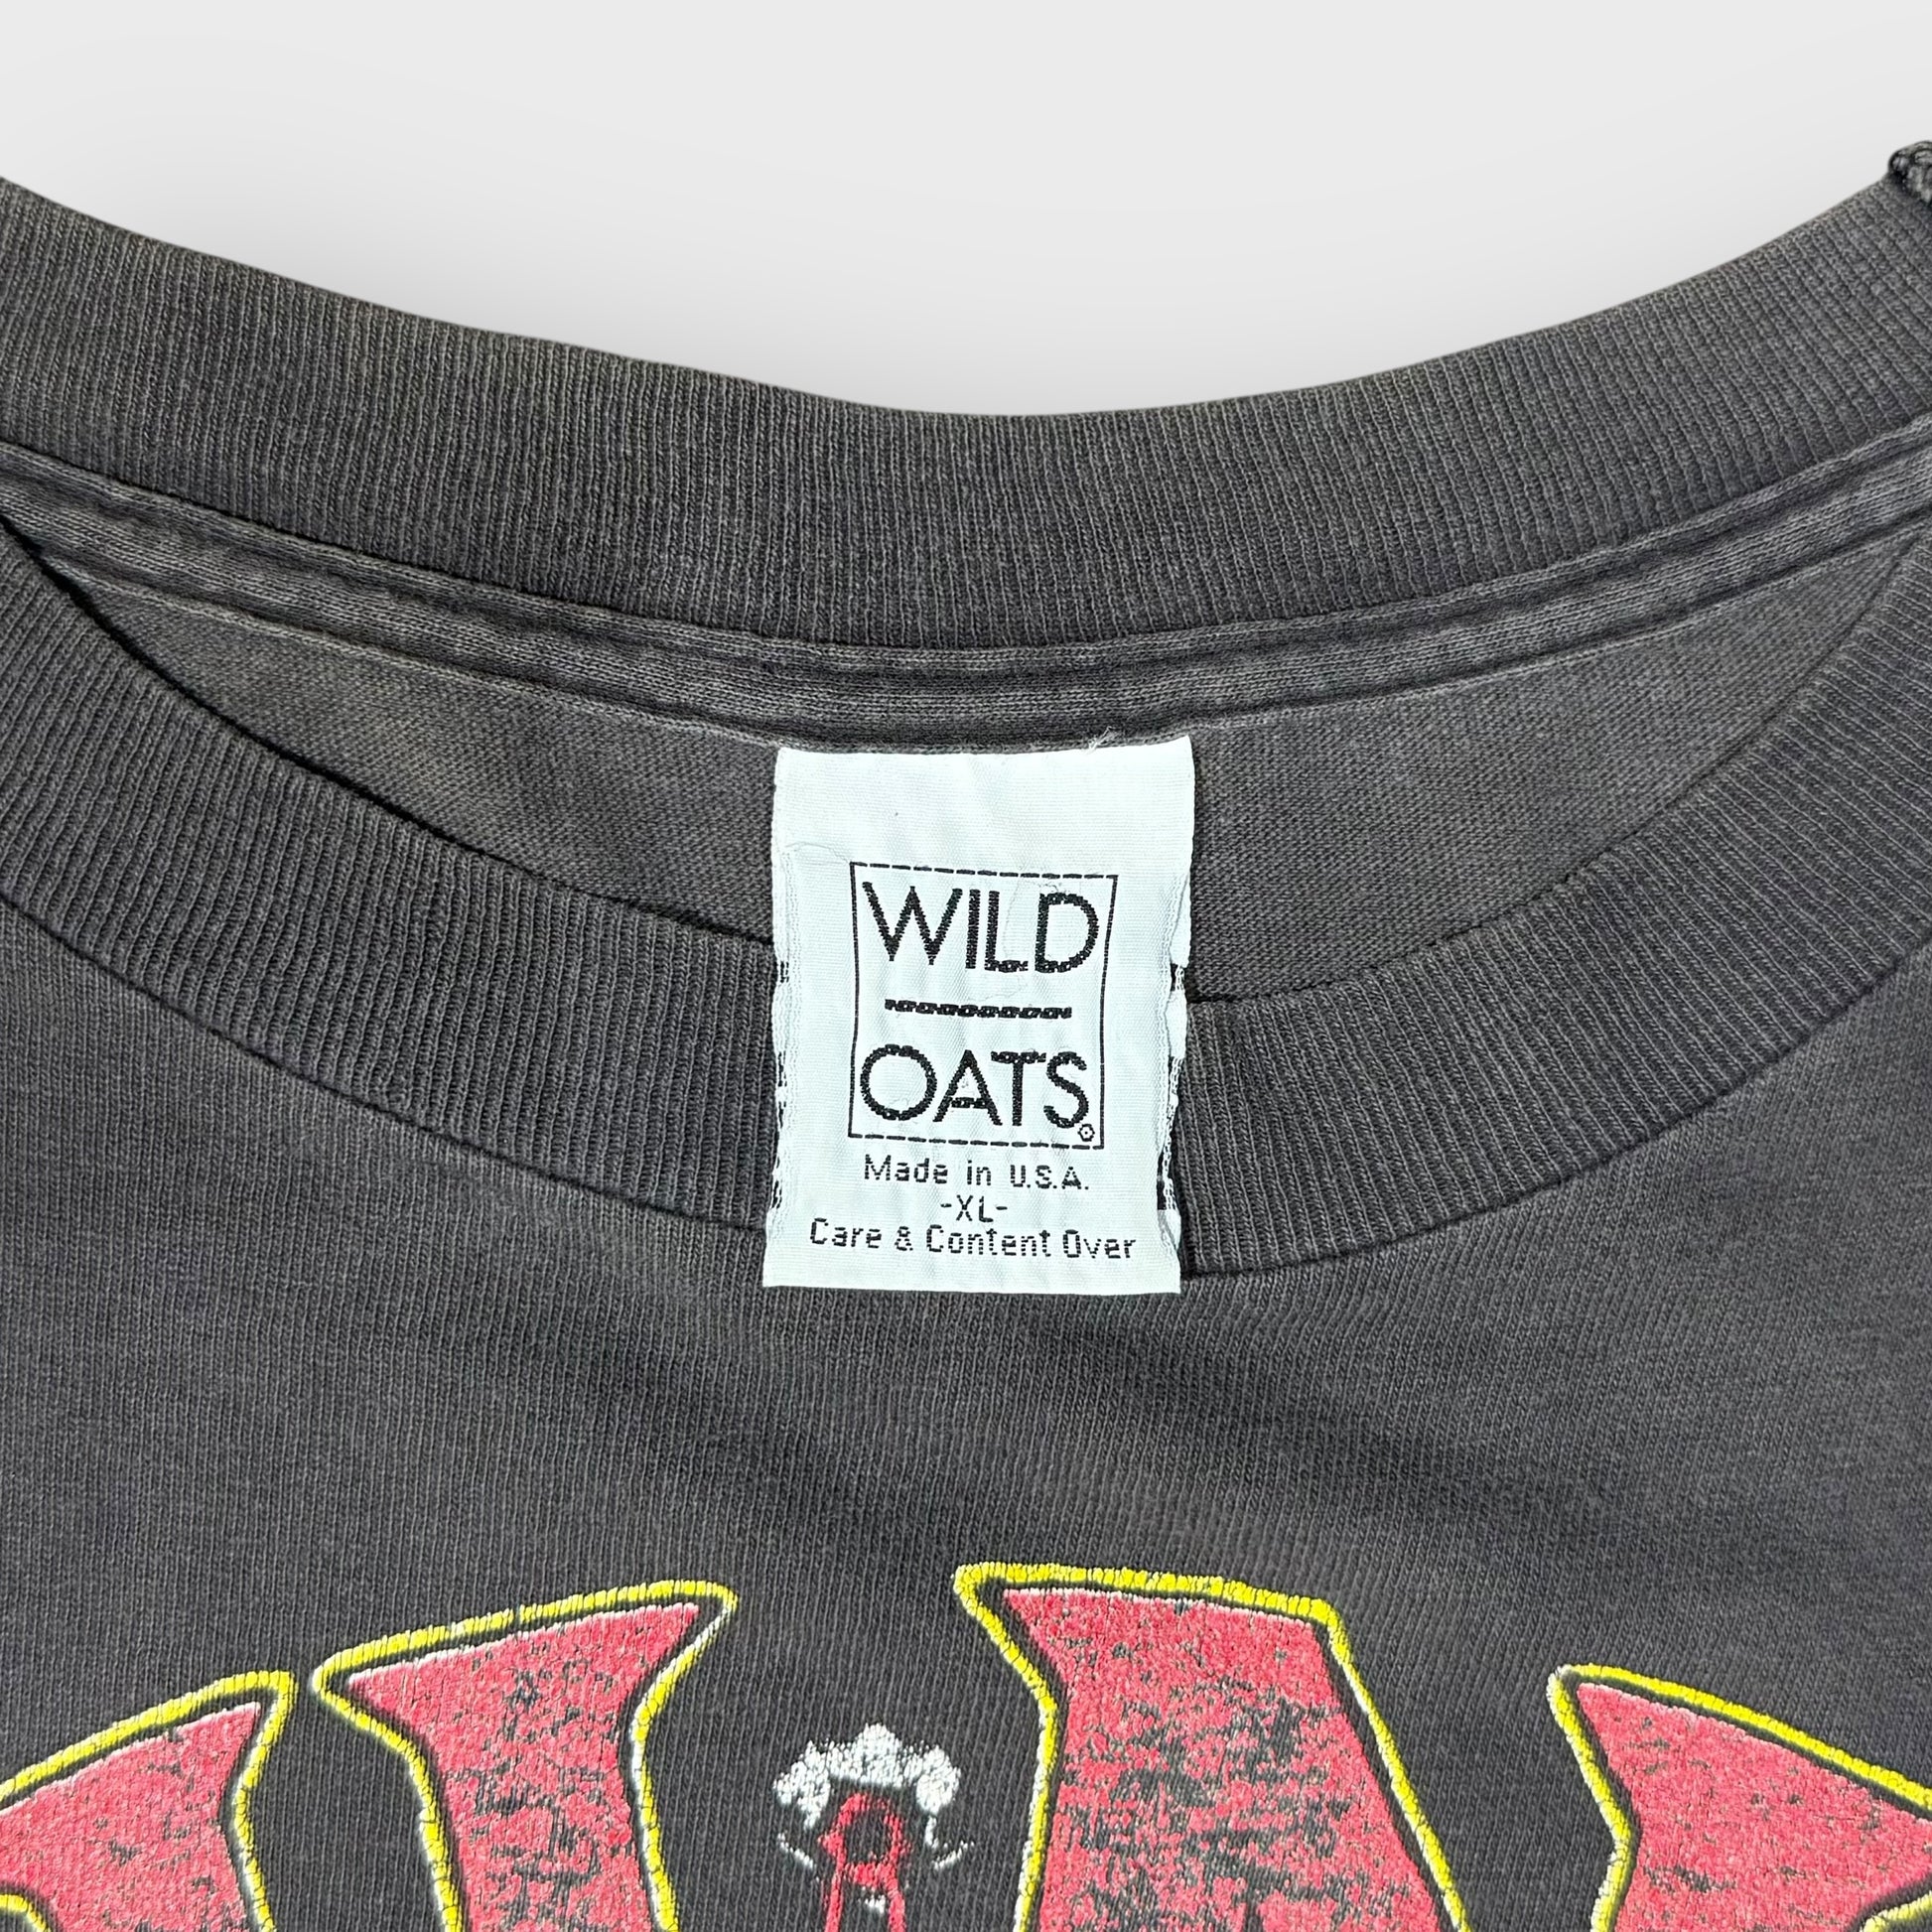 WILD
OATS®
Made in U.S.A.
-XL-
Care & Content Over